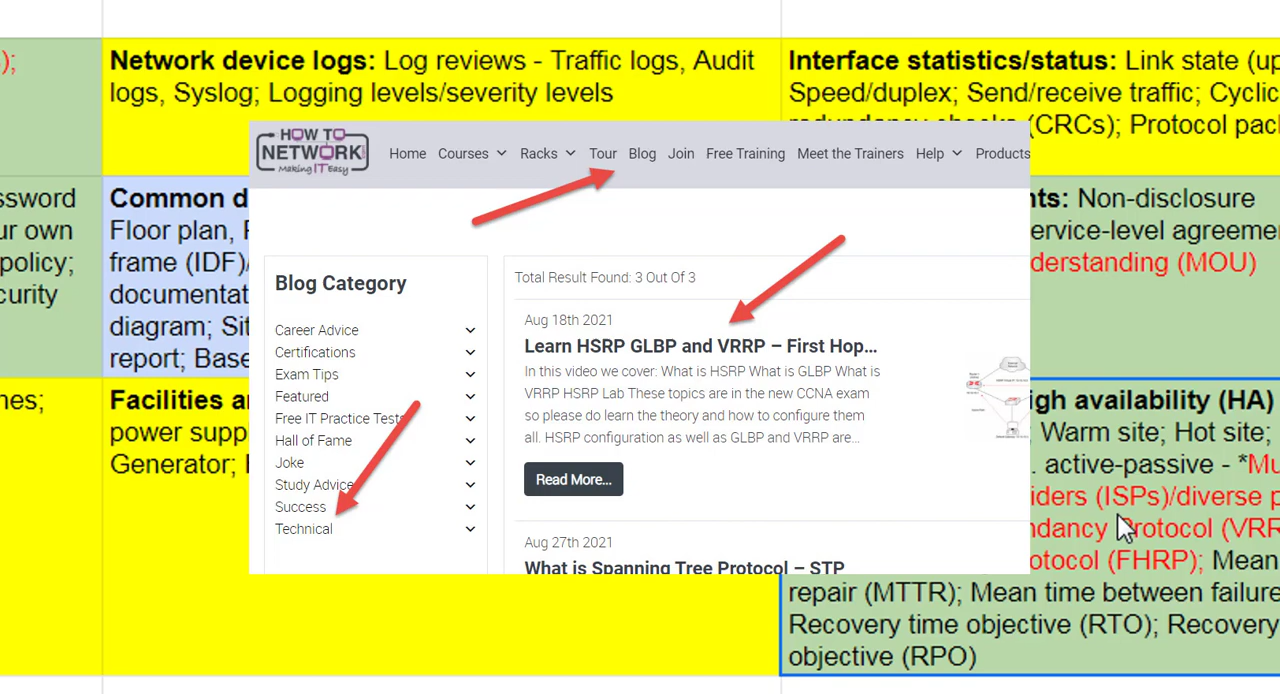 );
Network device logs: Log reviews - Traffic logs, Audit
logs, Syslog; Logging levels/severity levels
Interface statistics/status: Link state (up
Speed/duplex; Send/receive traffic; Cyclic
redundancy checks (CRCs); Protocol pac
HOW TO
NETWORK
Making IT Easy
Home Courses Racks Tour Blog Join Free Training Meet the Trainers Help Products
ssword
ur own
policy;
curity
Common d
Floor plan,
frame (IDF)/
documentat
diagram; Sit
report; Base
nts: Non-disclosure
ervice-level agreeme
derstanding (MOU)
Blog Category
Career Advice
Certifications
Exam Tips
Featured
Free IT Practice Tests
Hall of Fame
Joke
Study Advice
Success
Technical
Total Result Found: 3 Out Of 3
Aug 18th 2021
Learn HSRP GLBP and VRRP – First Hop...
In this video we cover: What is HSRP What is GLBP What is
VRRP HSRP Lab These topics are in the new CCNA exam
so please do learn the theory and how to configure them
all. HSRP configuration as well as GLBP and VRRP are...
Read More...
Aug 27th 2021
What is Spanning Tree Protocol – STP
nes;
Facilities an
power supp
Generator;
igh availability (HA)
; Warm site; Hot site;
. active-passive - *Mu
iders (ISPs)/diverse p
ndancy Protocol (VRR
otocol (FHRP); Mean
repair (MTTR); Mean time between failure
Recovery time objective (RTO); Recovery
objective (RPO)